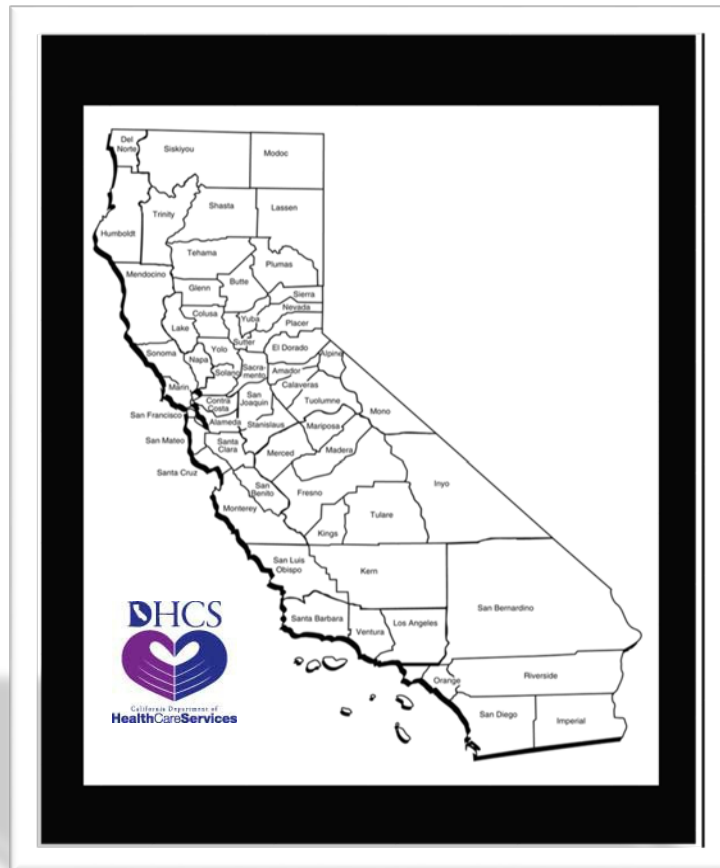 Del
Norte
Siskiyou
Modoc
Humboldt
Trinity
Shasta
Lassen
Tehama
Plumas
Mendocino
Glenn
Butte
Sierra
Nevada
Colusa
Yuba
Placer
Lake
Sutter
Sonoma
Napa
Yolo
El Dorado
Alpine
Solano
Sacra-
mento
Amador
Calaveras
Marin
Contra
Costa
San
Joaquin
Tuolumne
Mono
San Francisco
Alameda
Stanislaus
Mariposa
San Mateo
Santa
Clara
Merced
Madera
Santa Cruz
San
Benito
Fresno
Inyo
Monterey
Tulare
Kings
San Luis
Obispo
Kern
San Bernardino
Santa Barbara
Ventura
Los Angeles
Orange
Riverside
San Diego
Imperial
DHCS
California Department of
HealthCareServices